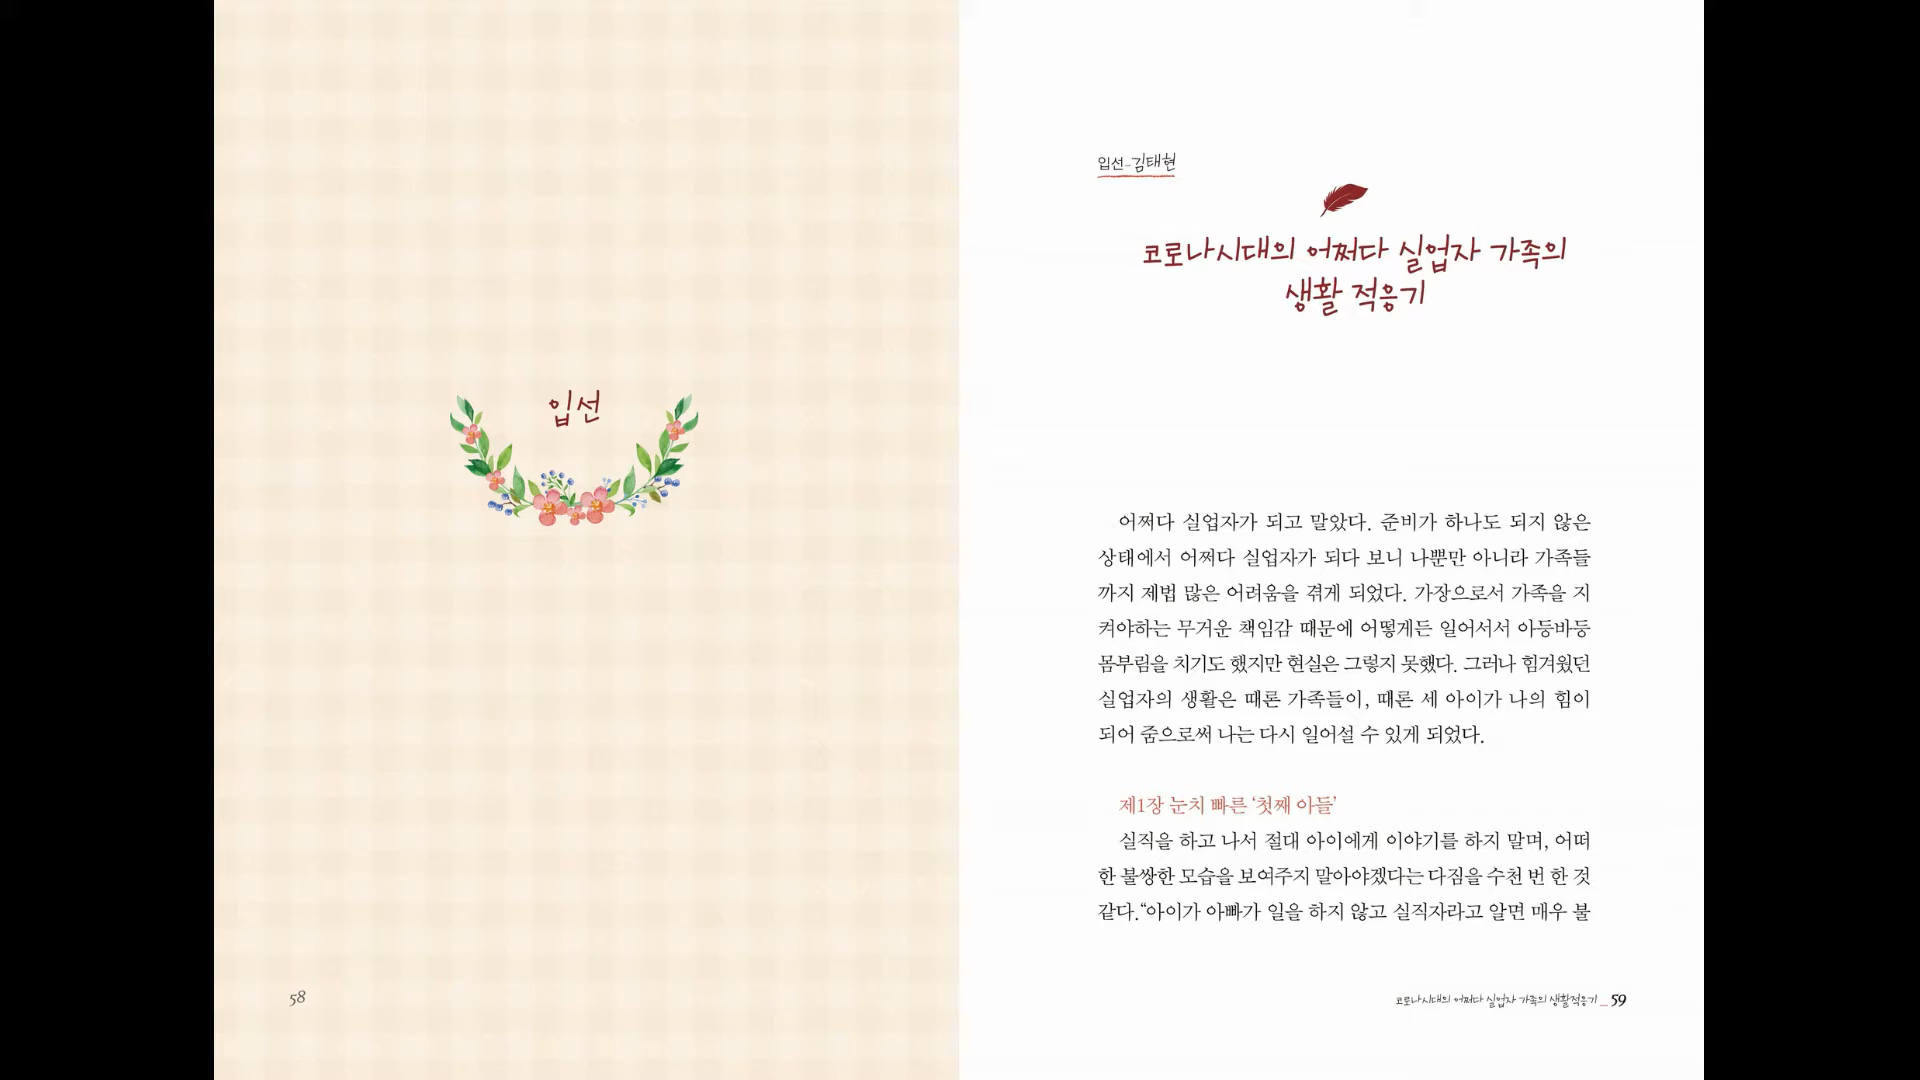 입선
58
입선_김태현
코로나시대의 어쩌다 실업자 가족의
생활 적응기
어쩌다 실업자가 되고 말았다. 준비가 하나도 되지 않은
상태에서 어쩌다 실업자가 되다 보니 나뿐만 아니라 가족들
까지 제법 많은 어려움을 겪게 되었다. 가장으로서 가족을 지
켜야하는 무거운 책임감 때문에 어떻게든 일어서서 아등바등
몸부림을 치기도 했지만 현실은 그렇지 못했다. 그러나 힘겨웠던
실업자의 생활은 때론 가족들이, 때론 세 아이가 나의 힘이
되어 줌으로써 나는 다시 일어설 수 있게 되었다.
제1장 눈치 빠른 ‘첫째 아들’
실직을 하고 나서 절대 아이에게 이야기를 하지 말며, 어떠
한 불쌍한 모습을 보여주지 말아야겠다는 다짐을 수천 번 한 것
같다.“아이가 아빠가 일을 하지 않고 실직자라고 알면 매우 불
코로나시대의 어쩌다 실업자 가족의 생활적응기 _ 59